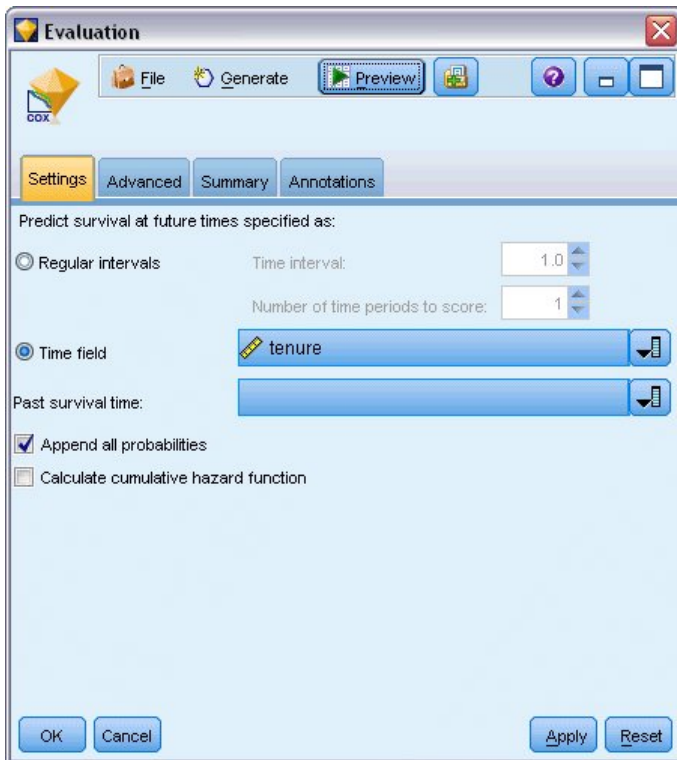 Evaluation
File Generate Preview
COX
Settings Advanced Summary Annotations
Predict survival at future times specified as:
Regular intervals Time interval: 1.0
Number of time periods to score: 1
Time field tenure
Past survival time:
Append all probabilities
Calculate cumulative hazard function
OK Cancel Apply Reset